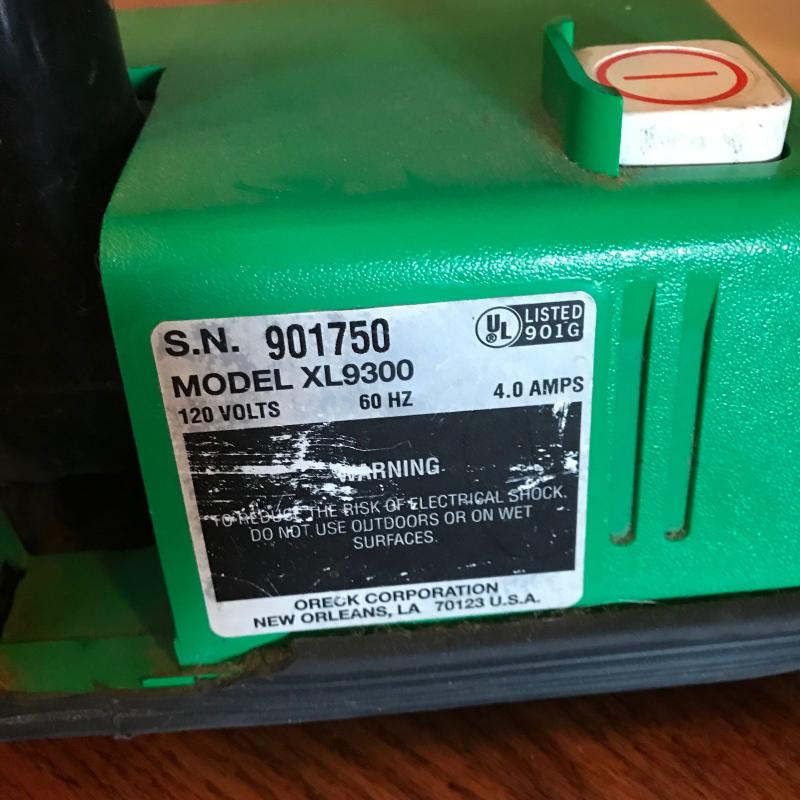 S.N. 901750
UL ® LISTED
901G
MODEL XL9300
120 VOLTS 60 HZ 4.0 AMPS
WARNING
TO REDUCE THE RISK OF ELECTRICAL SHOCK.
DO NOT USE OUTDOORS OR ON WET
SURFACES.
ORECK CORPORATION
NEW ORLEANS, LA 70123 U.S.A.